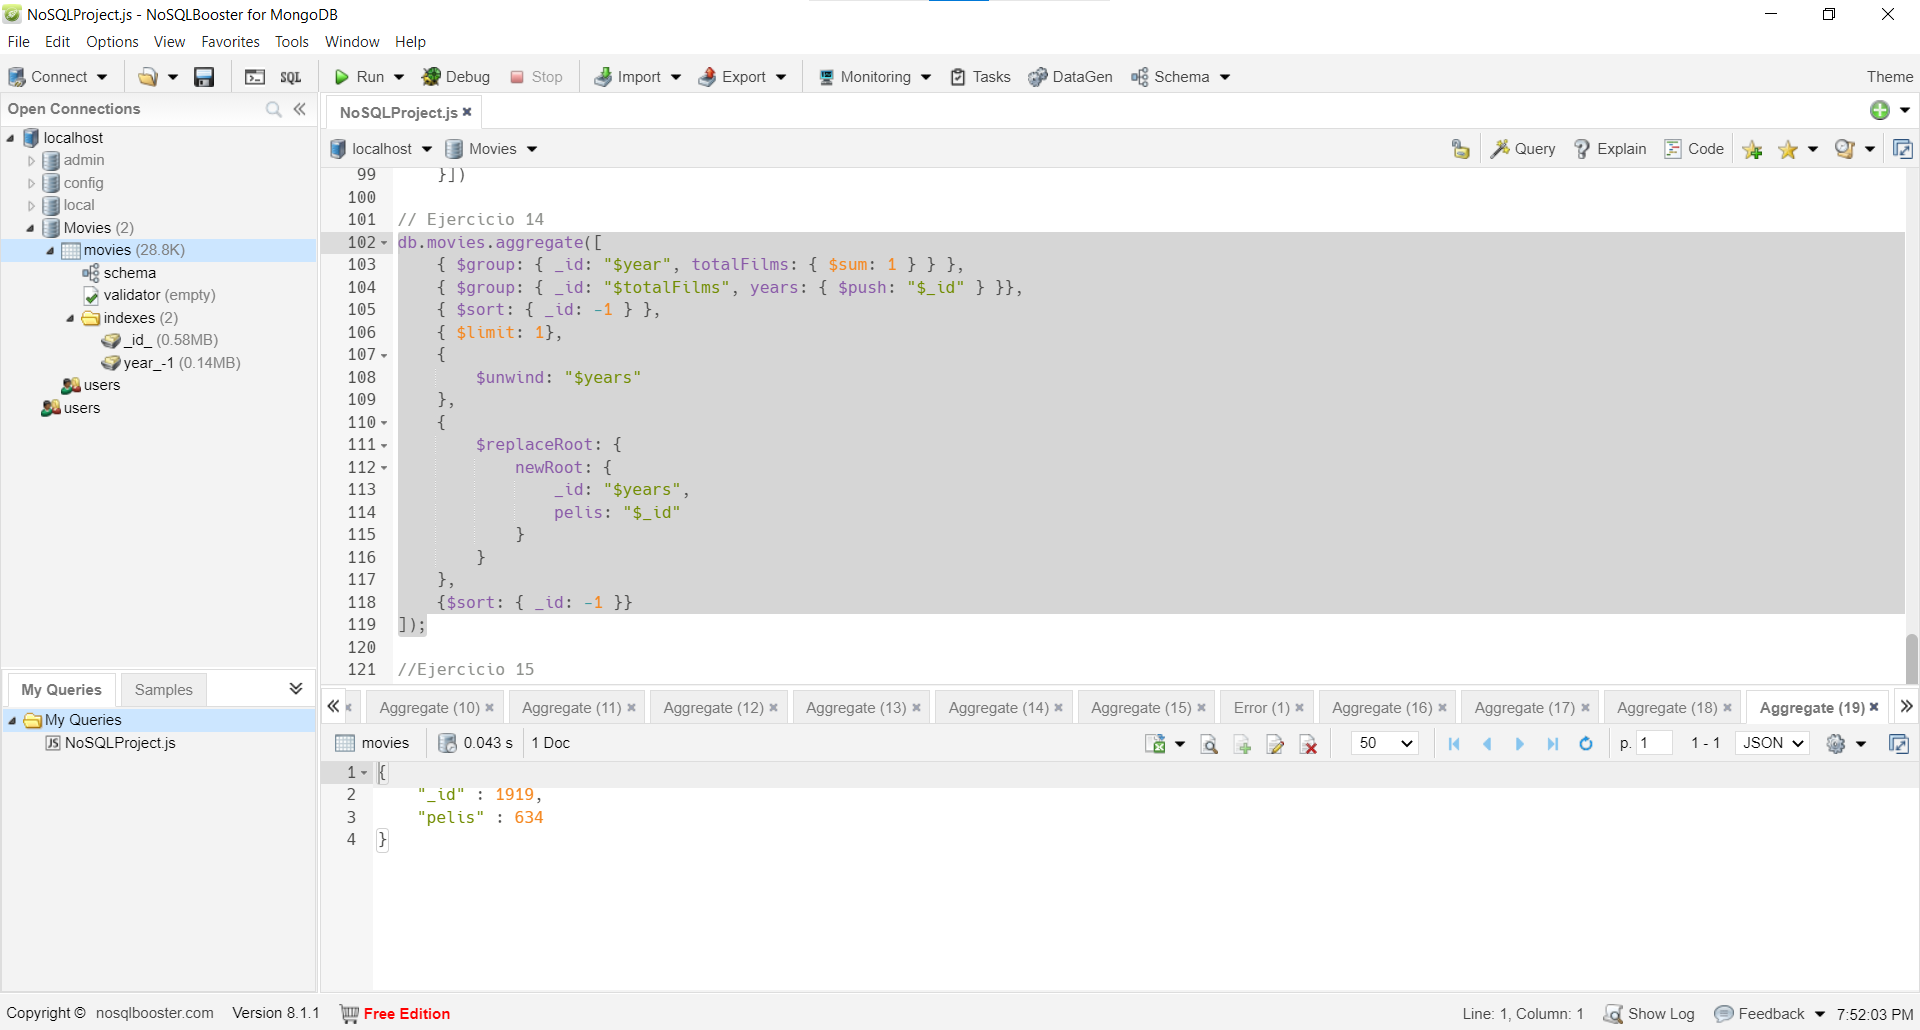 NoSQLProject.js - NoSQLBooster for MongoDB
File Edit Options View Favorites Tools Window Help
Connect SQL Run Debug Stop Import Export Monitoring Tasks DataGen Schema Theme
Open Connections
localhost
admin
config
local
Movies (2)
movies (28.8K)
schema
validator (empty)
indexes (2)
_id_ (0.58MB)
year_-1 (0.14MB)
users
users
My Queries Samples
My Queries
JS NoSQLProject.js
NoSQLProject.js
localhost Movies Query Explain Code
99     }])
100
101 // Ejercicio 14
102 db.movies.aggregate([
103     { $group: { _id: "$year", totalFilms: { $sum: 1 } } },
104     { $group: { _id: "$totalFilms", years: { $push: "$_id" } }},
105     { $sort: { _id: -1 } },
106     { $limit: 1},
107     {
108         $unwind: "$years"
109     },
110     {
111         $replaceRoot: {
112             newRoot: {
113                 _id: "$years",
114                 pelis: "$_id"
115             }
116         }
117     },
118     {$sort: { _id: -1 }}
119 ]);
120
121 //Ejercicio 15
Aggregate (10) Aggregate (11) Aggregate (12) Aggregate (13) Aggregate (14) Aggregate (15) Error (1) Aggregate (16) Aggregate (17) Aggregate (18) Aggregate (19)
movies 0.043 s 1 Doc 50 p. 1 1 - 1 JSON
1 {
2     "_id" : 1919,
3     "pelis" : 634
4 }
Copyright © nosqlbooster.com Version 8.1.1 Free Edition Line: 1, Column: 1 Show Log Feedback 7:52:03 PM